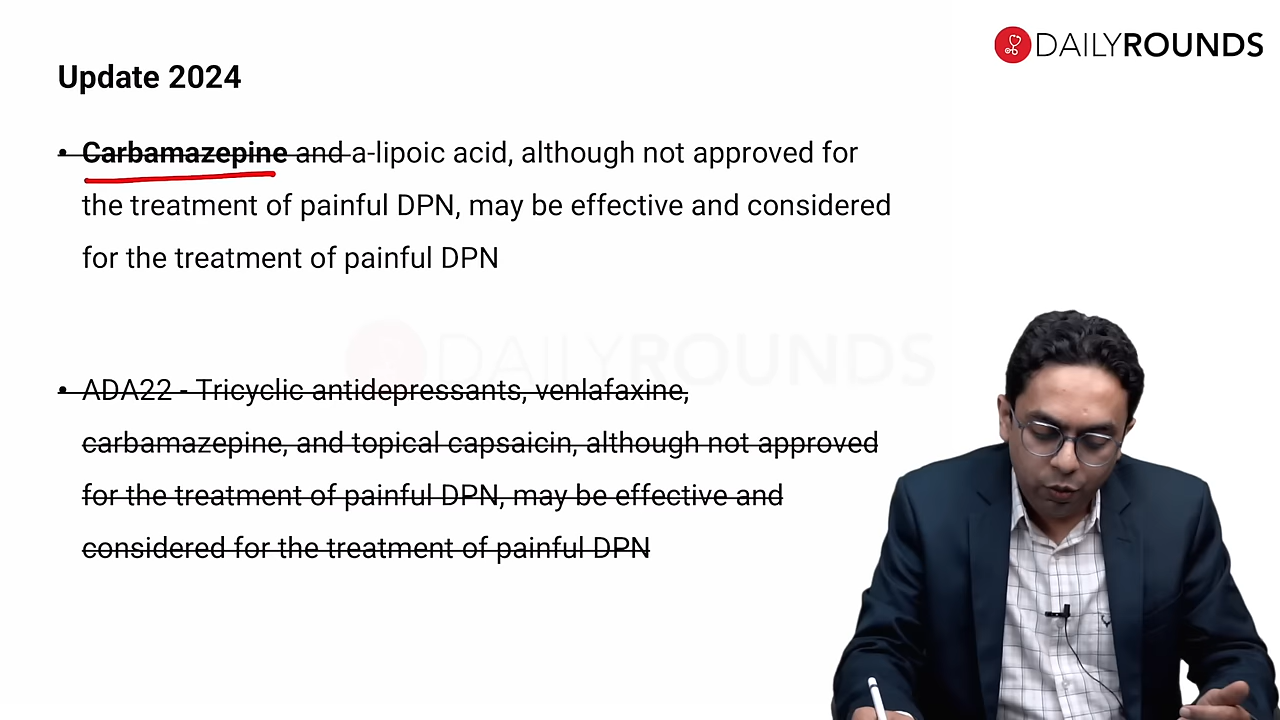 DAILYROUNDS
Update 2024
• Carbamazepine and a-lipoic acid, although not approved for
the treatment of painful DPN, may be effective and considered
for the treatment of painful DPN
DAILYROUNDS
• ADA22 - Tricyclic antidepressants, venlafaxine,
carbamazepine, and topical capsaicin, although not approved
for the treatment of painful DPN, may be effective and
considered for the treatment of painful DPN